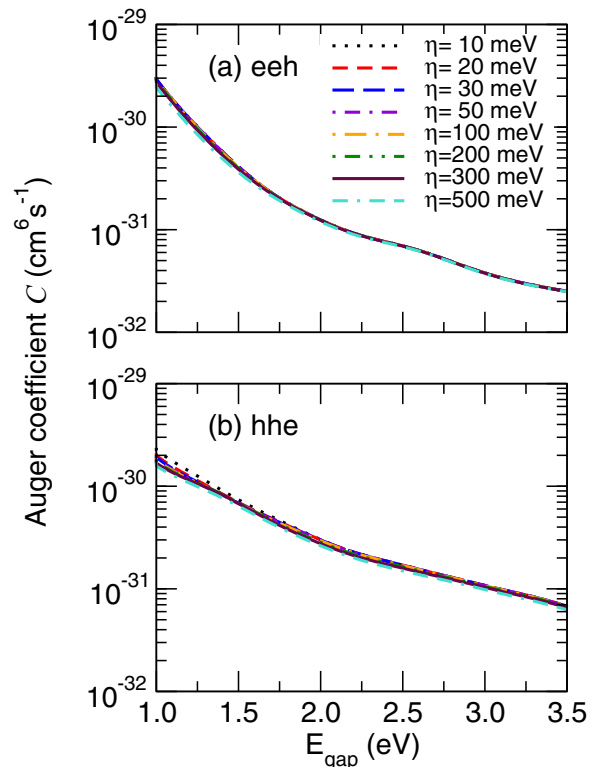 (a) eeh
η= 10 meV
η= 20 meV
η= 30 meV
η= 50 meV
η=100 meV
η=200 meV
η=300 meV
η=500 meV
10⁻²⁹
10⁻³⁰
10⁻³¹
10⁻³²
Auger coefficient C (cm⁶s⁻¹)
(b) hhe
10⁻²⁹
10⁻³⁰
10⁻³¹
10⁻³²
1.0 1.5 2.0 2.5 3.0 3.5
E_gap (eV)